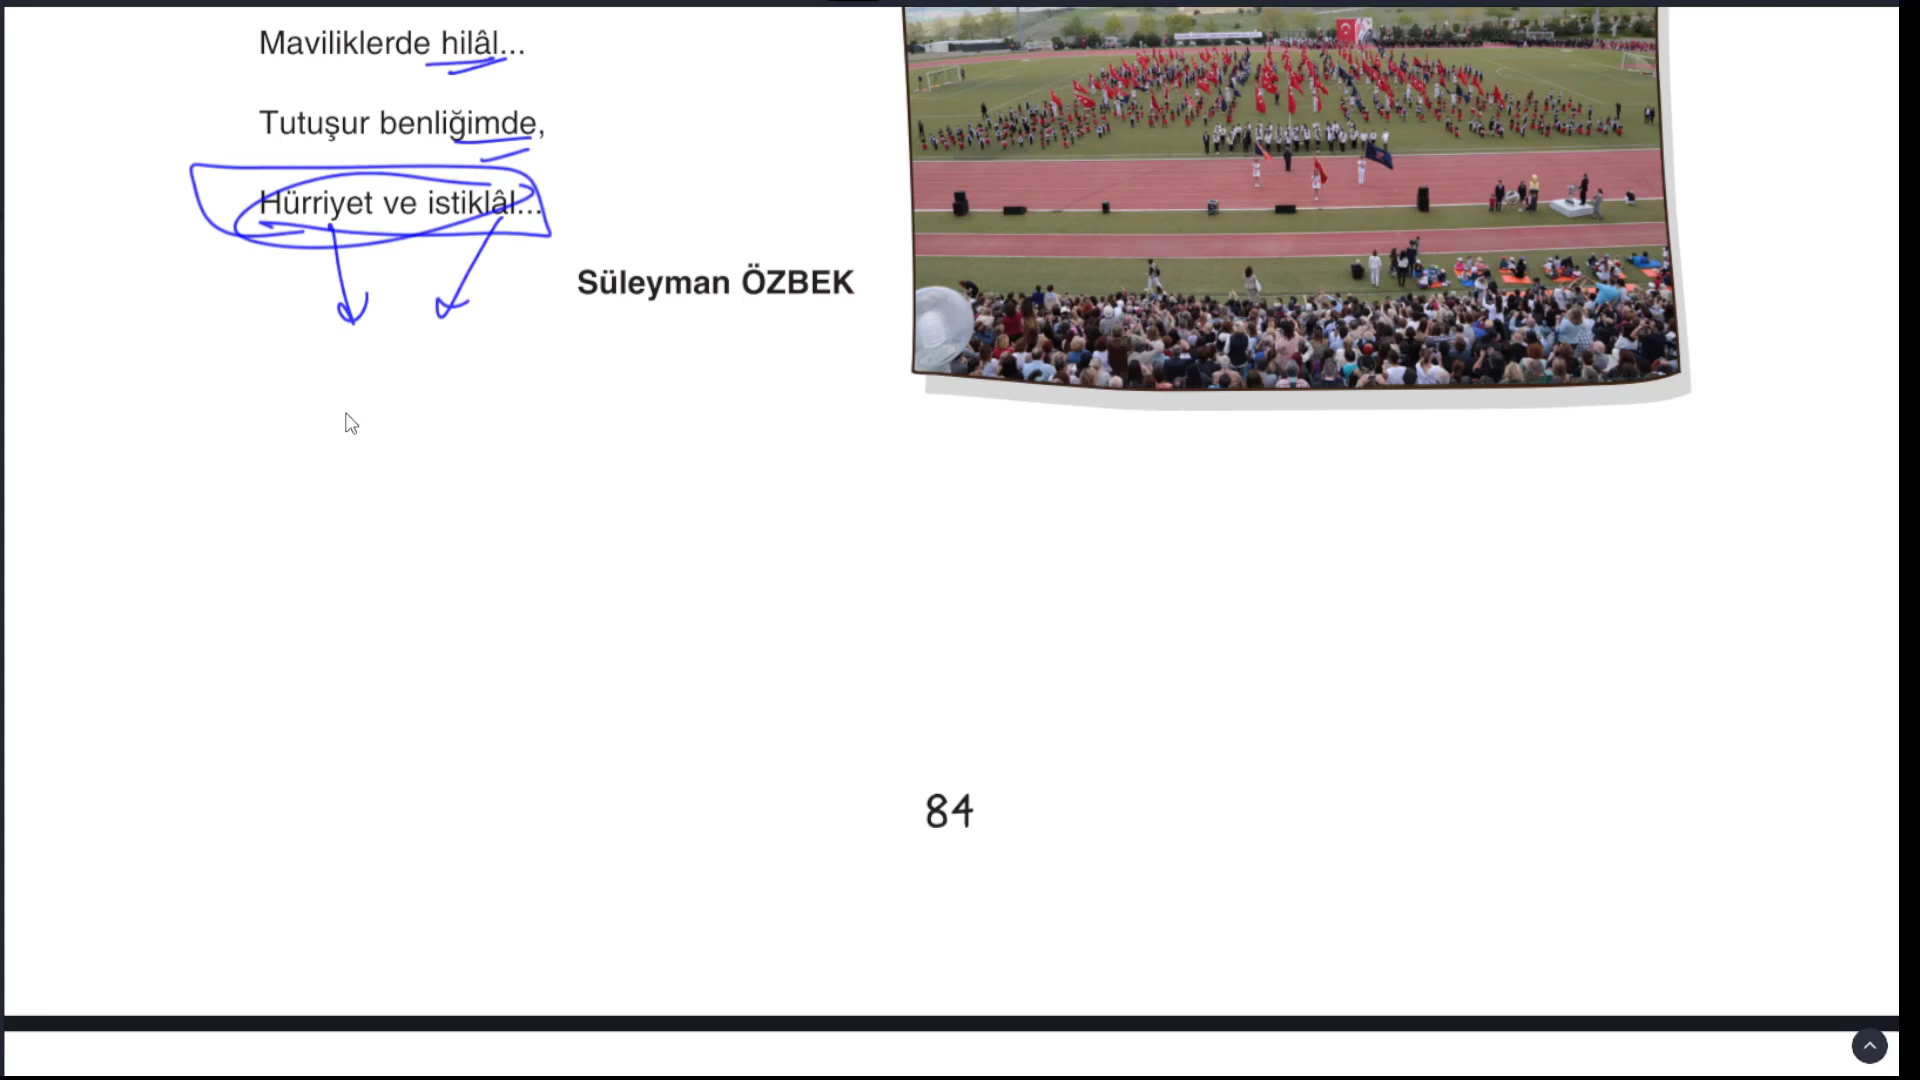 Maviliklerde hilâl...
Tutuşur benliğimde,
Hürriyet ve istiklâl...
Süleyman ÖZBEK
84